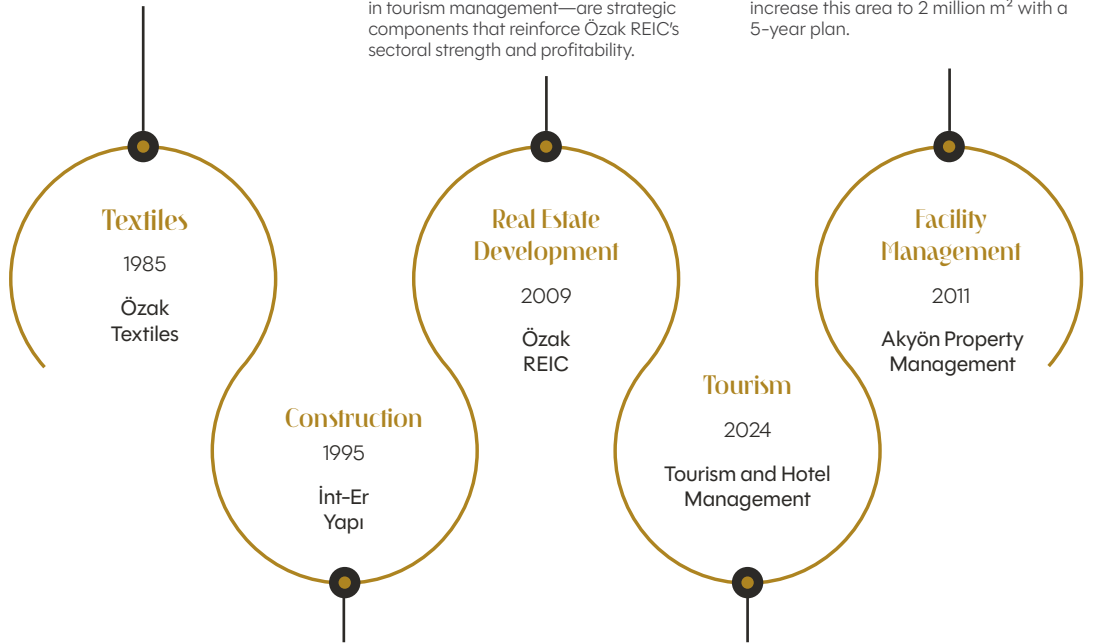 in tourism management—are strategic
components that reinforce Özak REIC's
sectoral strength and profitability.
increase this area to 2 million m² with a
5-year plan.
Textiles
1985
Özak
Textiles
Construction
1995
İnt-Er
Yapı
Real Estate
Development
2009
Özak
REIC
Tourism
2024
Tourism and Hotel
Management
Facility
Management
2011
Akyön Property
Management